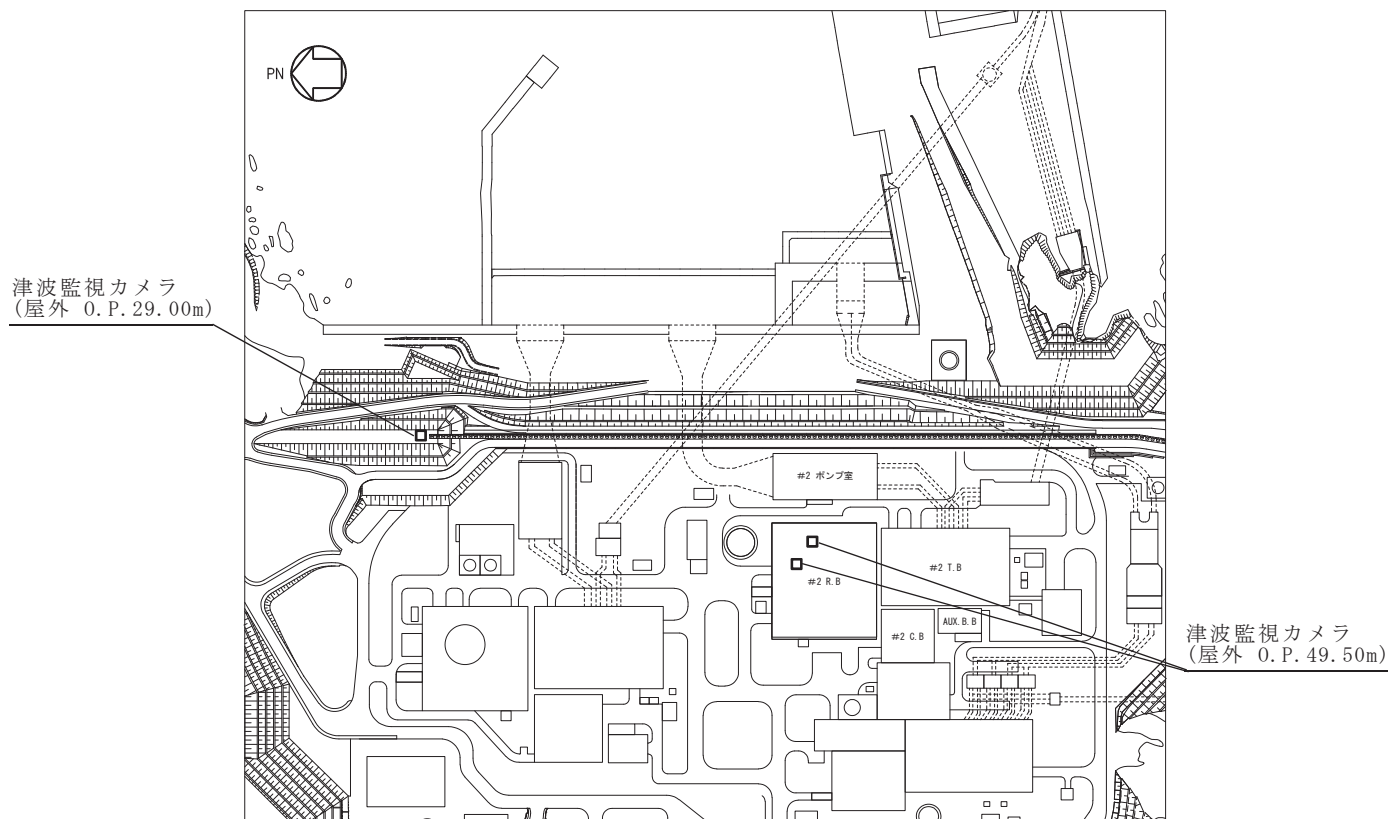 PN
津波監視カメラ
(屋外 O.P.29.00m)
#2 ポンプ室
#2 R.B
#2 T.B
AUX.B.B
#2 C.B
津波監視カメラ
(屋外 O.P.49.50m)